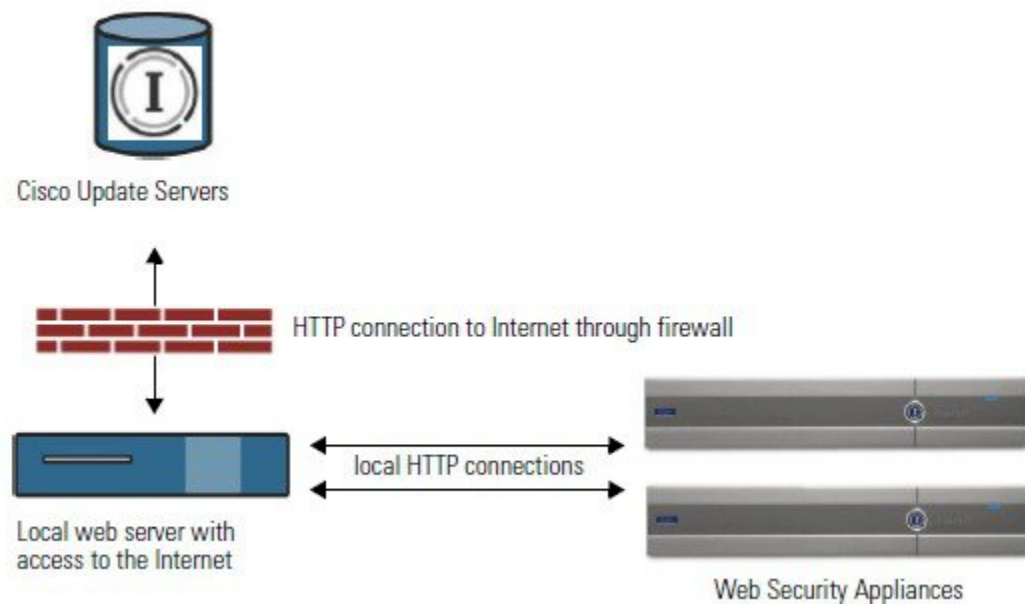 I
Cisco Update Servers
HTTP connection to Internet through firewall
local HTTP connections
Local web server with
access to the Internet
Web Security Appliances